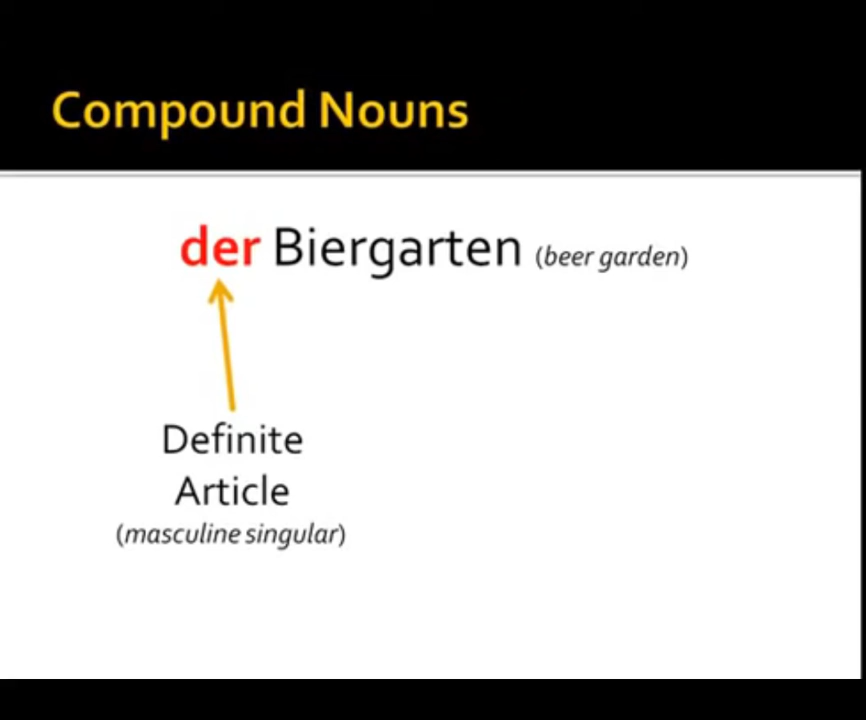 Compound Nouns
der Biergarten (beer garden)
Definite
Article
(masculine singular)